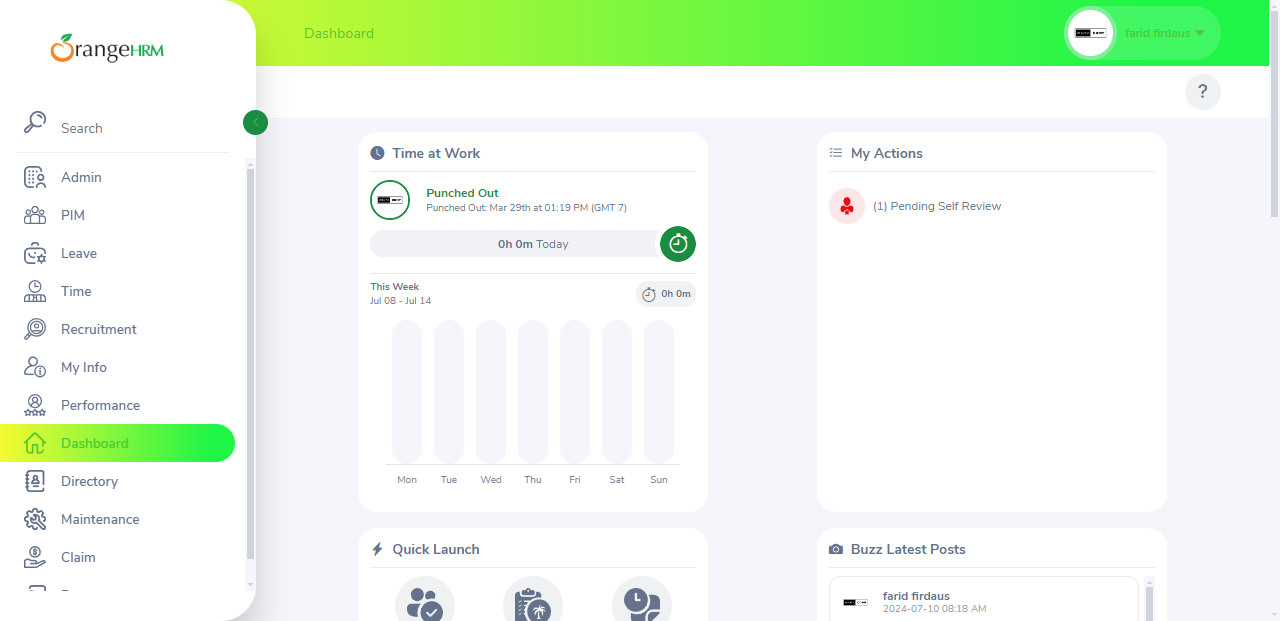 OrangeHRM
Dashboard
farid firdaus
?
Search
Admin
PIM
Leave
Time
Recruitment
My Info
Performance
Dashboard
Directory
Maintenance
Claim
Time at Work
Punched Out
Punched Out: Mar 29th at 01:19 PM (GMT 7)
0h 0m Today
This Week
Jul 08 - Jul 14
0h 0m
Mon Tue Wed Thu Fri Sat Sun
My Actions
(1) Pending Self Review
Quick Launch
Buzz Latest Posts
farid firdaus
2024-07-10 08:18 AM